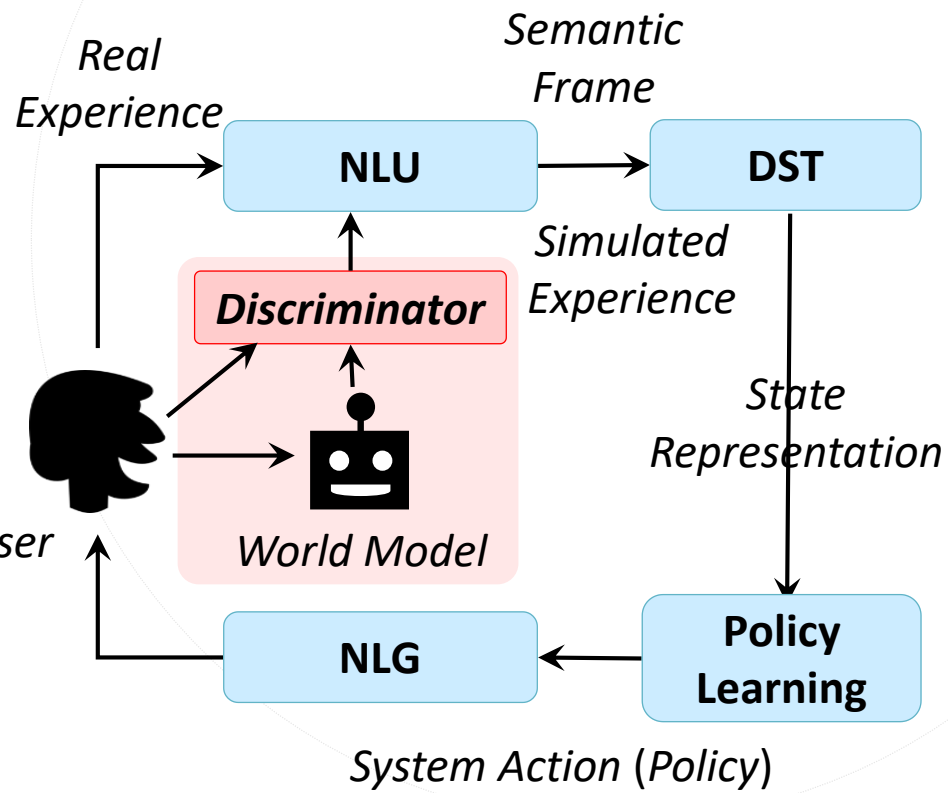 Real
Experience
Semantic
Frame
NLU
DST
Simulated
Experience
Discriminator
State
Representation
ser
World Model
NLG
Policy
Learning
System Action (Policy)